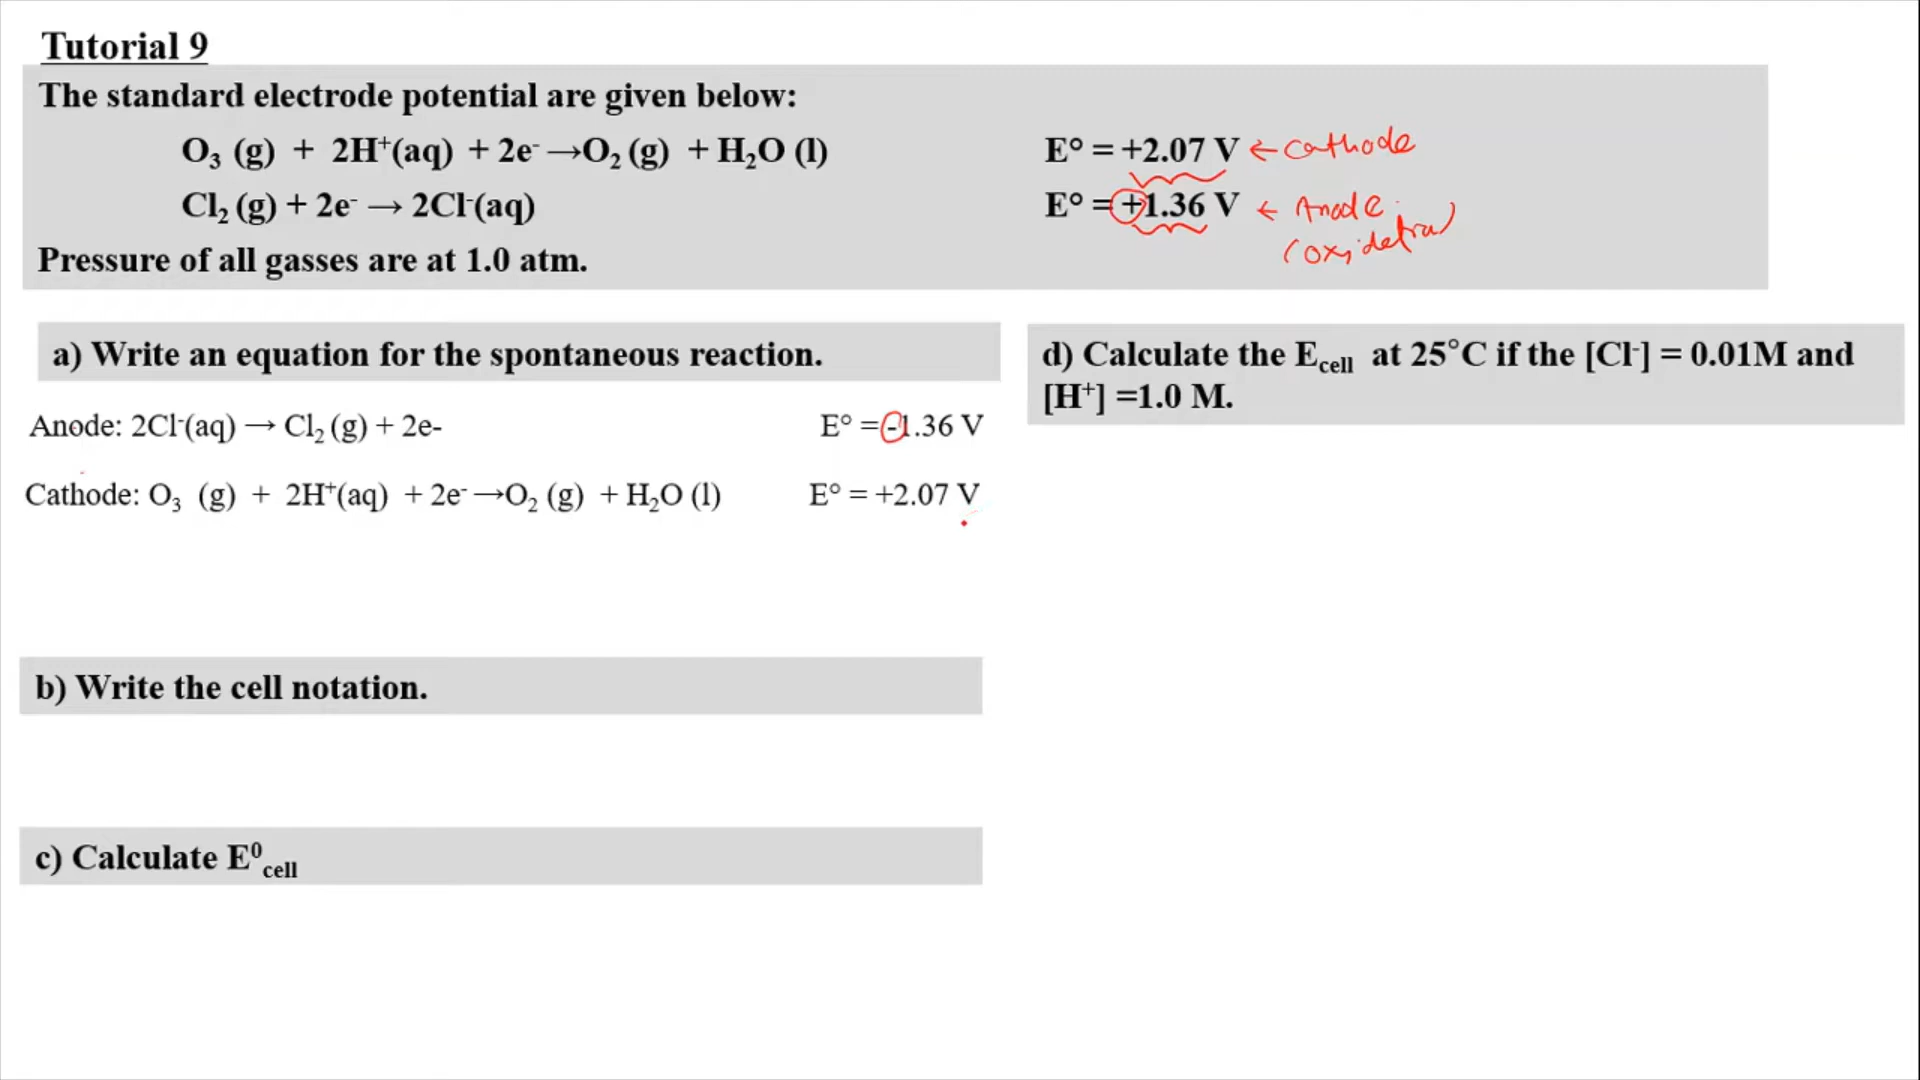 Tutorial 9
The standard electrode potential are given below:
O₃ (g) + 2H⁺(aq) + 2e⁻ →O₂ (g) + H₂O (l) E° = +2.07 V ← cathode
Cl₂ (g) + 2e⁻ → 2Cl⁻(aq) E° = +1.36 V ← Anode
(oxidation)
Pressure of all gasses are at 1.0 atm.
a) Write an equation for the spontaneous reaction.
Anode: 2Cl⁻(aq) → Cl₂ (g) + 2e- E° = -1.36 V
Cathode: O₃ (g) + 2H⁺(aq) + 2e⁻ →O₂ (g) + H₂O (l) E° = +2.07 V
b) Write the cell notation.
c) Calculate E⁰cell
d) Calculate the Ecell at 25°C if the [Cl⁻] = 0.01M and
[H⁺] =1.0 M.